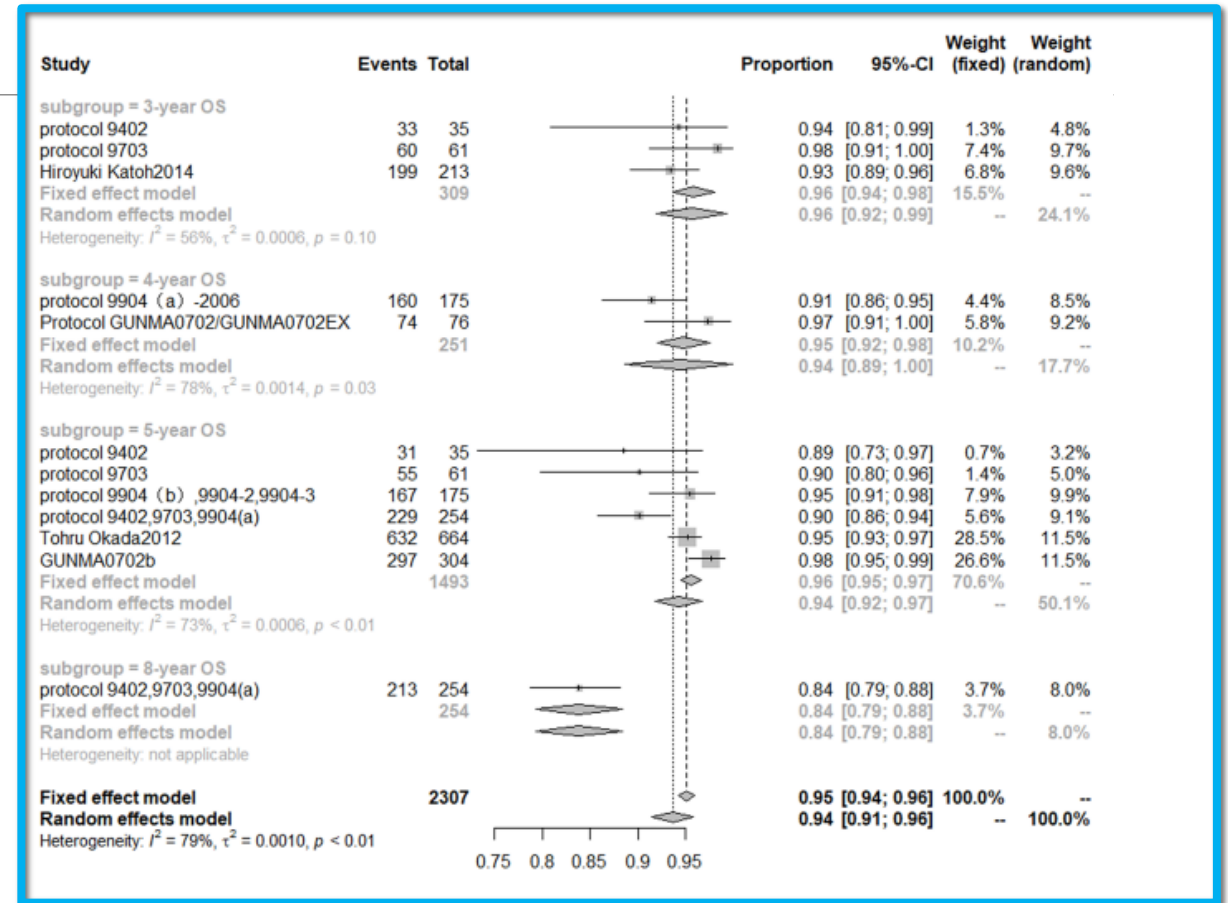 Study Events Total Proportion 95%-CI Weight (fixed) Weight (random)
subgroup = 3-year OS
protocol 9402 33 35 0.94 [0.81; 0.99] 1.3% 4.8%
protocol 9703 60 61 0.98 [0.91; 1.00] 7.4% 9.7%
Hiroyuki Katoh2014 199 213 0.93 [0.89; 0.96] 6.8% 9.6%
Fixed effect model 309 0.96 [0.94; 0.98] 15.5% --
Random effects model 0.96 [0.92; 0.99] -- 24.1%
Heterogeneity: I² = 56%, τ² = 0.0006, p = 0.10
subgroup = 4-year OS
protocol 9904（a）-2006 160 175 0.91 [0.86; 0.95] 4.4% 8.5%
Protocol GUNMA0702/GUNMA0702EX 74 76 0.97 [0.91; 1.00] 5.8% 9.2%
Fixed effect model 251 0.95 [0.92; 0.98] 10.2% --
Random effects model 0.94 [0.89; 1.00] -- 17.7%
Heterogeneity: I² = 78%, τ² = 0.0014, p = 0.03
subgroup = 5-year OS
protocol 9402 31 35 0.89 [0.73; 0.97] 0.7% 3.2%
protocol 9703 55 61 0.90 [0.80; 0.96] 1.4% 5.0%
protocol 9904（b）,9904-2,9904-3 167 175 0.95 [0.91; 0.98] 7.9% 9.9%
protocol 9402,9703,9904(a) 229 254 0.90 [0.86; 0.94] 5.6% 9.1%
Tohru Okada2012 632 664 0.95 [0.93; 0.97] 28.5% 11.5%
GUNMA0702b 297 304 0.98 [0.95; 0.99] 26.6% 11.5%
Fixed effect model 1493 0.96 [0.95; 0.97] 70.6% --
Random effects model 0.94 [0.92; 0.97] -- 50.1%
Heterogeneity: I² = 73%, τ² = 0.0006, p < 0.01
subgroup = 8-year OS
protocol 9402,9703,9904(a) 213 254 0.84 [0.79; 0.88] 3.7% 8.0%
Fixed effect model 254 0.84 [0.79; 0.88] 3.7% --
Random effects model 0.84 [0.79; 0.88] -- 8.0%
Heterogeneity: not applicable
Fixed effect model 2307 0.95 [0.94; 0.96] 100.0% --
Random effects model 0.94 [0.91; 0.96] -- 100.0%
Heterogeneity: I² = 79%, τ² = 0.0010, p < 0.01
0.75 0.8 0.85 0.9 0.95